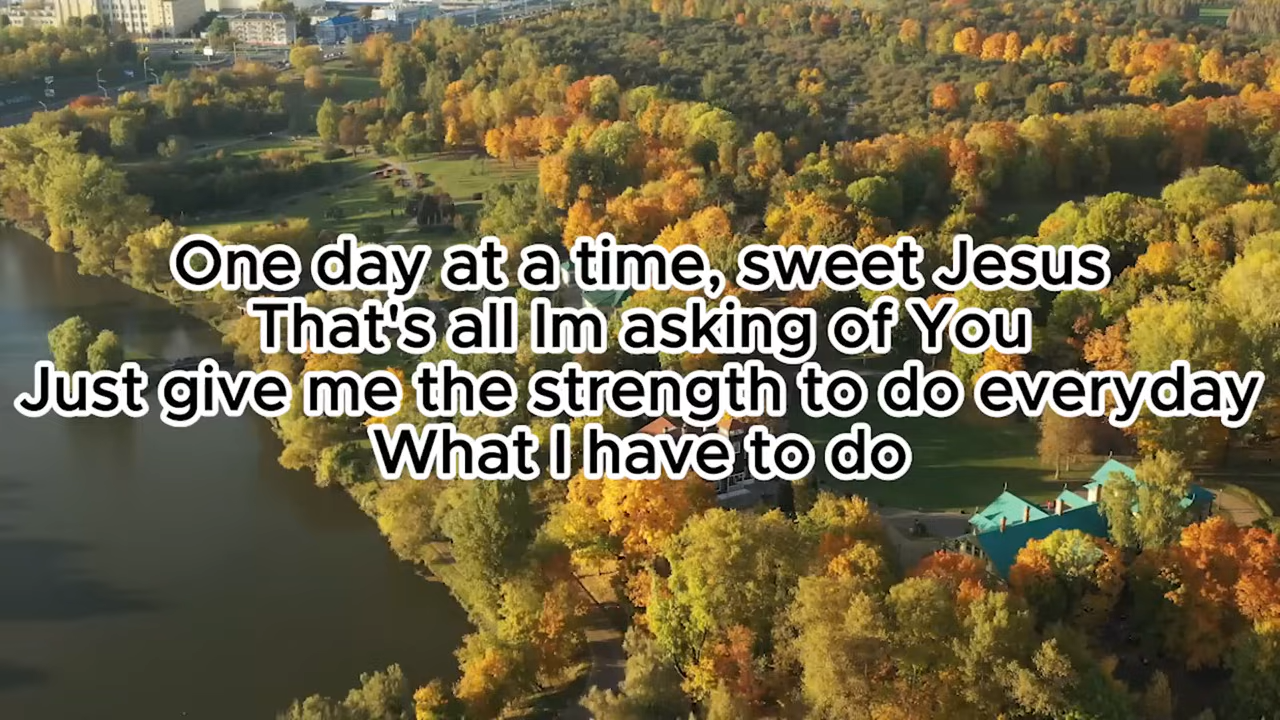 One day at a time, sweet Jesus
That's all Im asking of You
Just give me the strength to do everyday
What I have to do